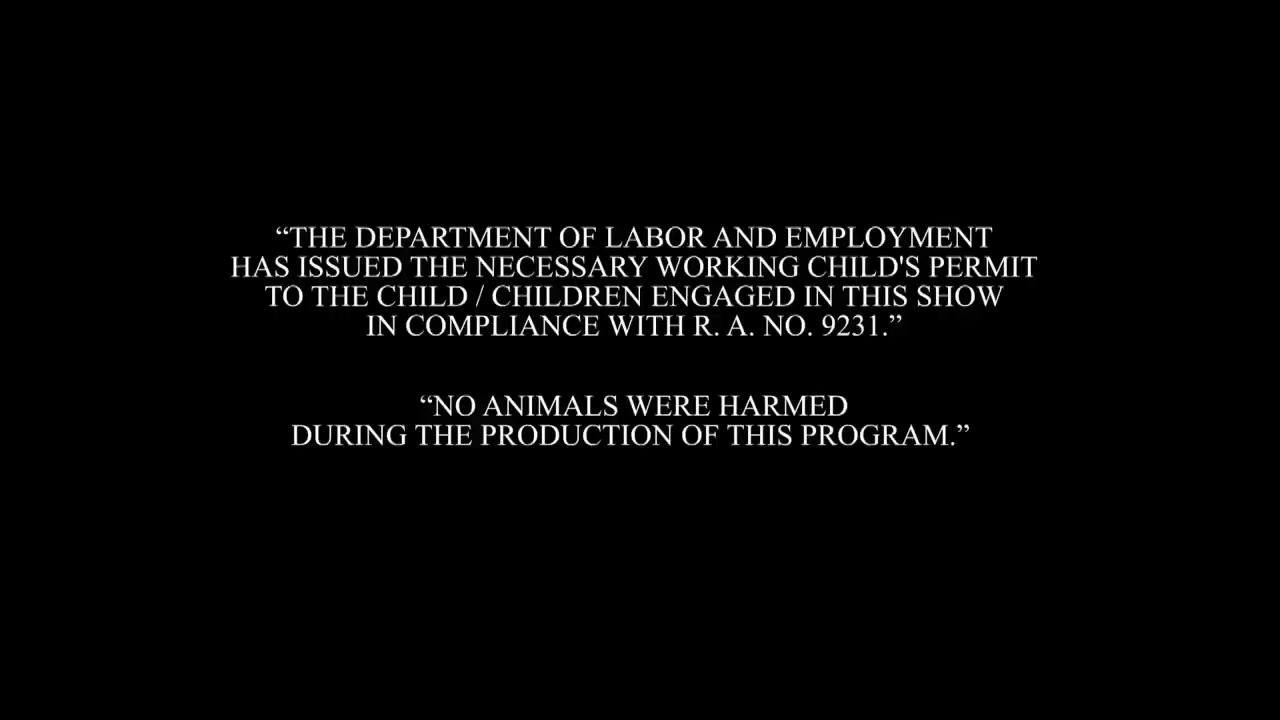 “THE DEPARTMENT OF LABOR AND EMPLOYMENT
HAS ISSUED THE NECESSARY WORKING CHILD'S PERMIT
TO THE CHILD / CHILDREN ENGAGED IN THIS SHOW
IN COMPLIANCE WITH R. A. NO. 9231.”
“NO ANIMALS WERE HARMED
DURING THE PRODUCTION OF THIS PROGRAM.”